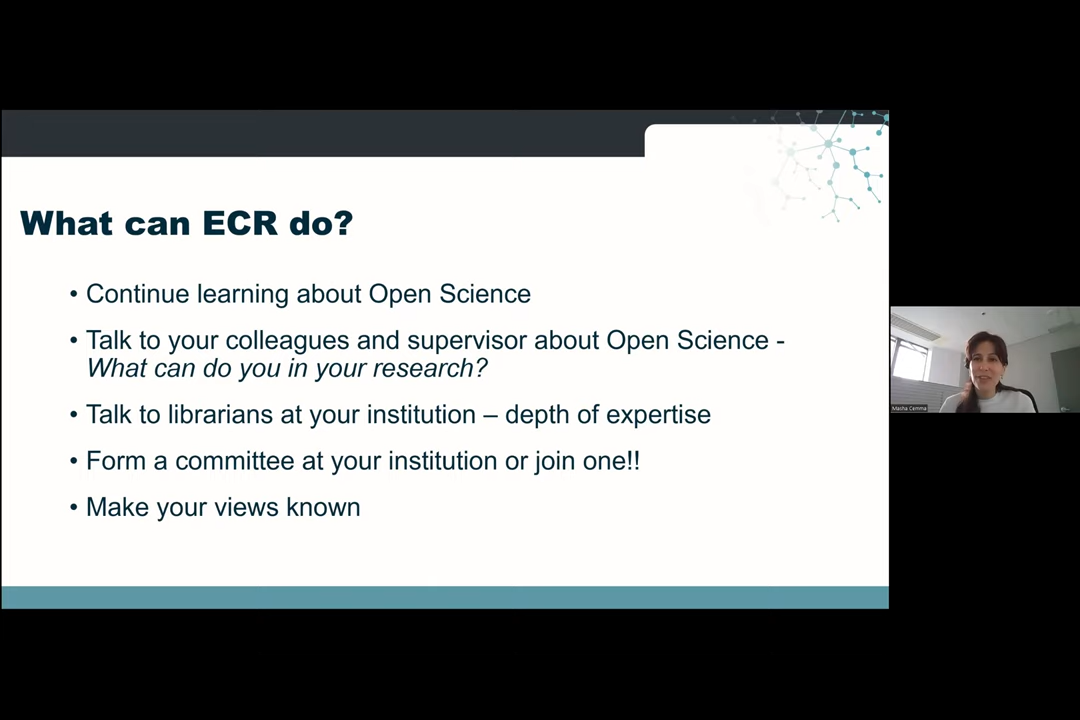 What can ECR do?
• Continue learning about Open Science
• Talk to your colleagues and supervisor about Open Science -
What can do you in your research?
• Talk to librarians at your institution – depth of expertise
• Form a committee at your institution or join one!!
• Make your views known
Masha Cemma